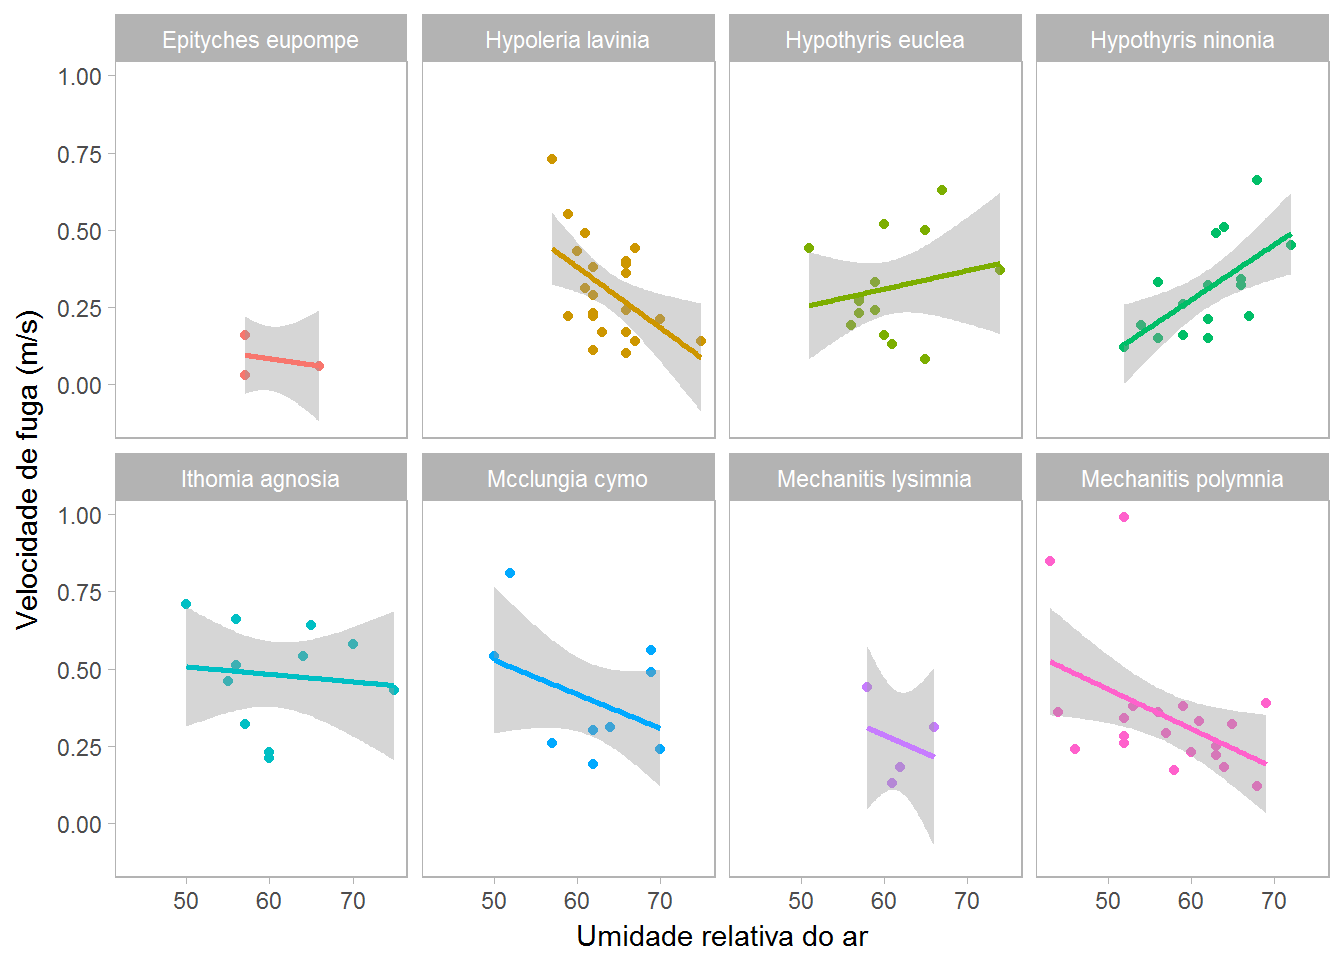 Epityches eupompe
Hypoleria lavinia
Hypothyris euclea
Hypothyris ninonia
1.00
0.75
0.50
0.25
0.00
Ithomia agnosia
Mcclungia cymo
Mechanitis lysimnia
Mechanitis polymnia
1.00
0.75
0.50
0.25
0.00
50 60 70
50 60 70
50 60 70
50 60 70
Umidade relativa do ar
Velocidade de fuga (m/s)